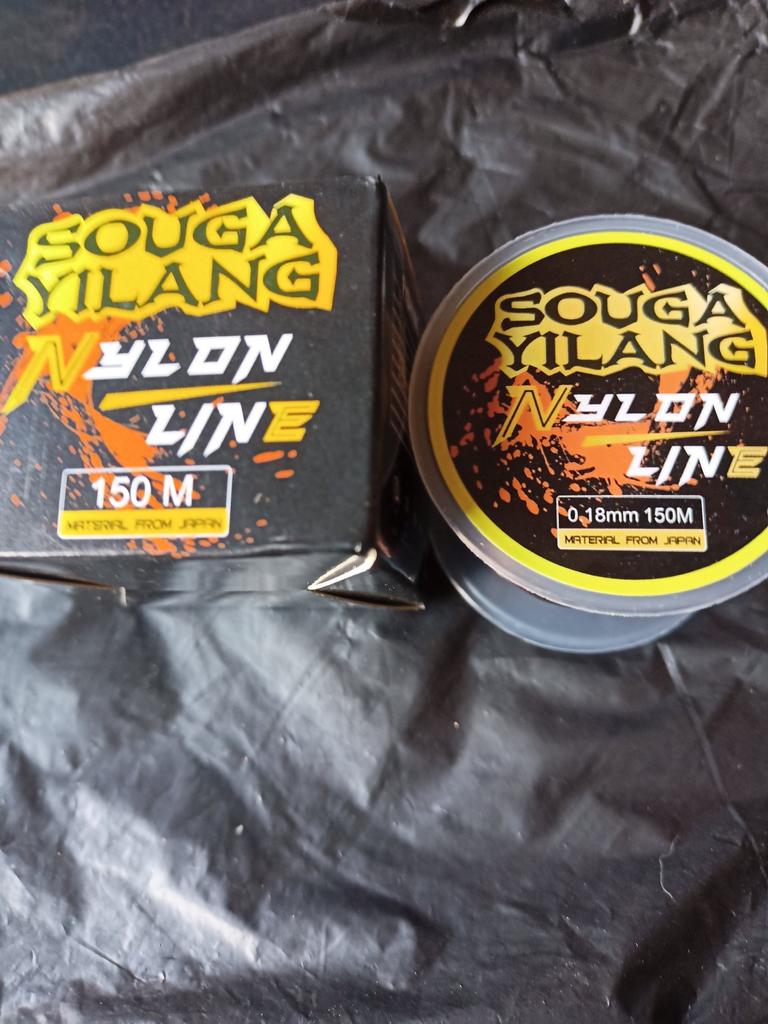 SOUGA
YILANG
NYLON
LINE
150 M
MATERIAL FROM JAPAN
SOUGA
YILANG
NYLON
LINE
0.18mm 150M
MATERIAL FROM JAPAN